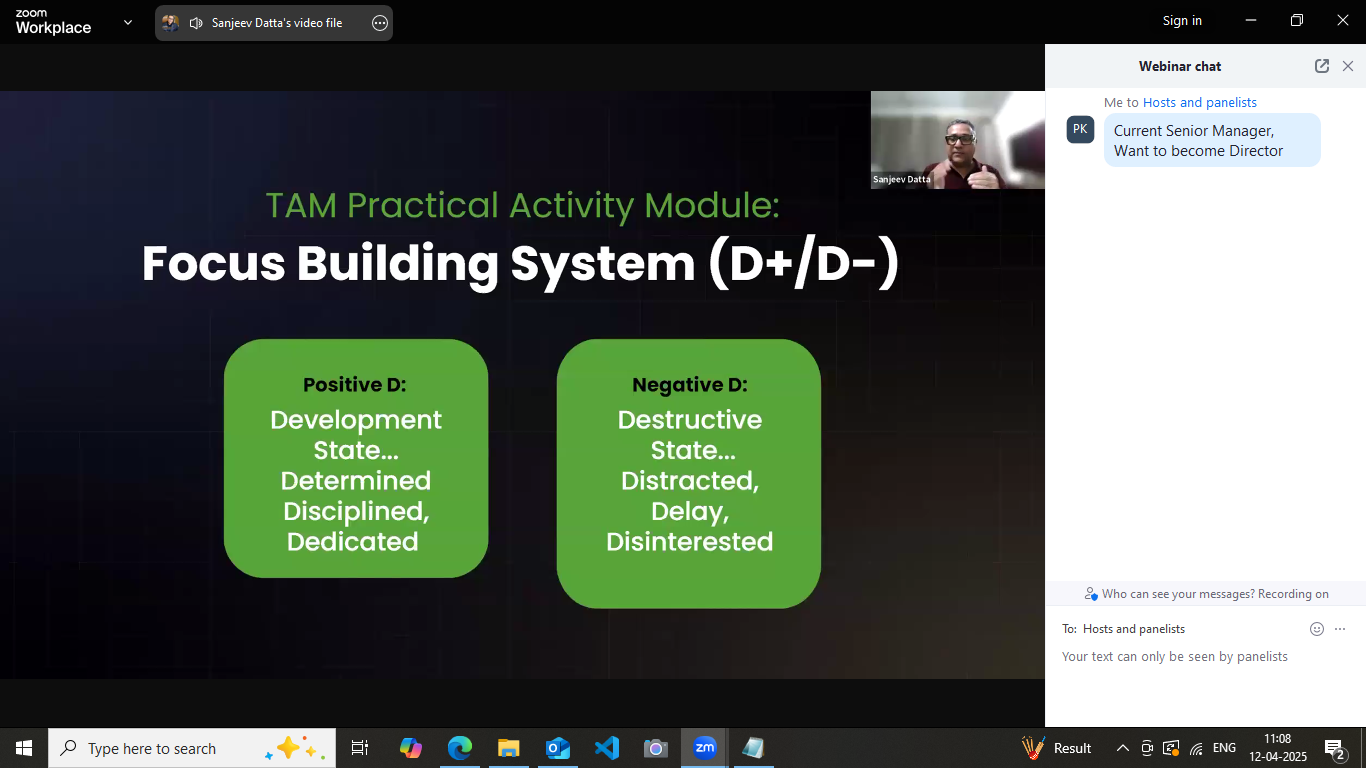 zoom
Workplace
Sanjeev Datta's video file
Sign in
Webinar chat
Me to Hosts and panelists
PK
Current Senior Manager,
Want to become Director
Sanjeev Datta
TAM Practical Activity Module:
Focus Building System (D+/D-)
Positive D:
Development
State...
Determined
Disciplined,
Dedicated
Negative D:
Destructive
State...
Distracted,
Delay,
Disinterested
Who can see your messages? Recording on
To: Hosts and panelists
Your text can only be seen by panelists
Type here to search
zm
Result
ENG
11:08
12-04-2025
2